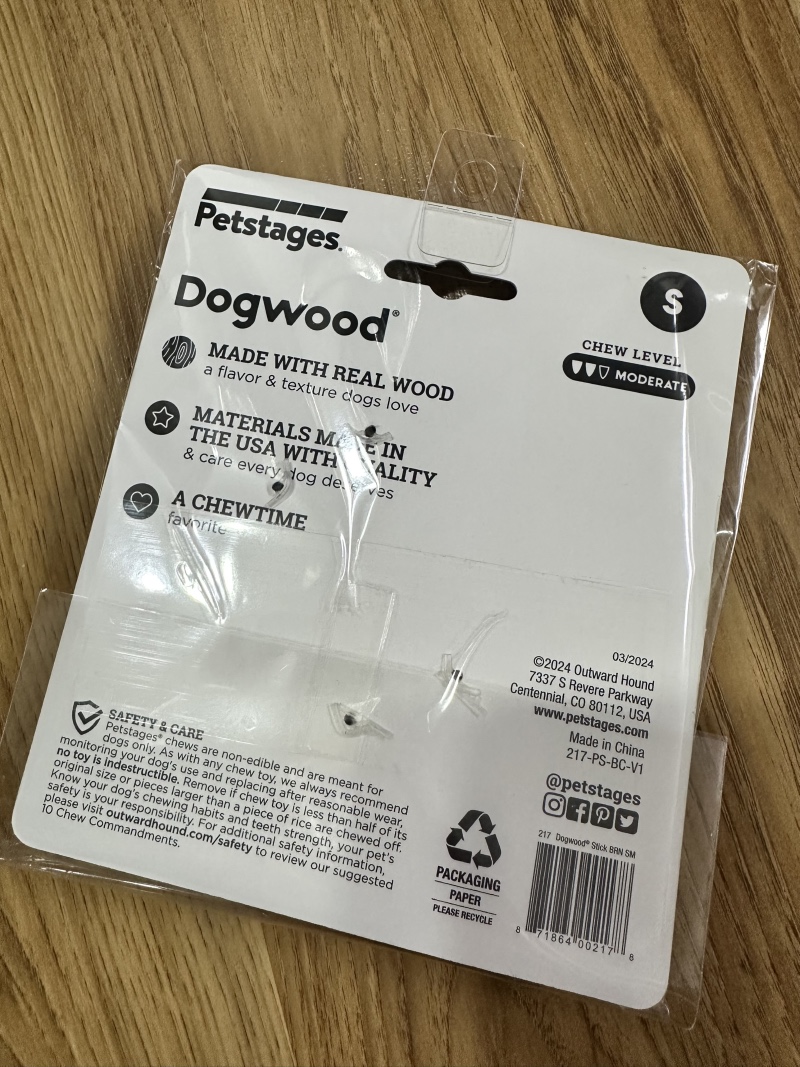 Petstages.
Dogwood®
MADE WITH REAL WOOD
a flavor & texture dogs love
MATERIALS MADE IN
THE USA WITH QUALITY
& care every dog deserves
A CHEWTIME
favorite
S
CHEW LEVEL
MODERATE
03/2024
©2024 Outward Hound
7337 S Revere Parkway
Centennial, CO 80112, USA
www.petstages.com
Made in China
217-PS-BC-V1
@petstages
SAFETY & CARE
Petstages® chews are non-edible and are meant for
dogs only. As with any chew toy, we always recommend
monitoring your dog's use and replacing after reasonable wear,
no toy is indestructible. Remove if chew toy is less than half of its
original size or pieces larger than a piece of rice are chewed off.
Know your dog's chewing habits and teeth strength, your pet's
safety is your responsibility. For additional safety information,
please visit outwardhound.com/safety to review our suggested
10 Chew Commandments.
PACKAGING
PAPER
PLEASE RECYCLE
217 Dogwood® Stick BRN SM
8 71864 00217 8